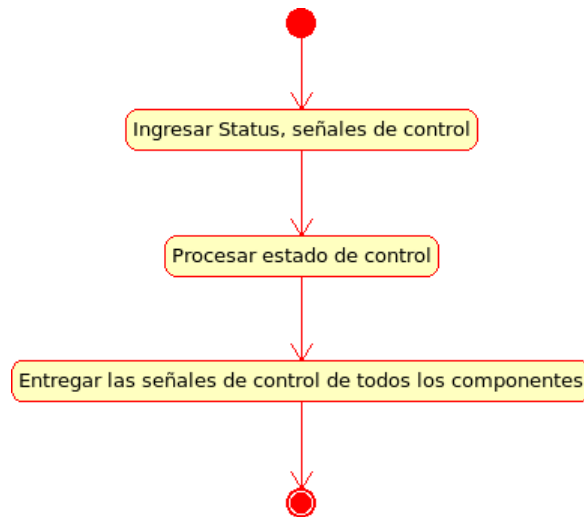 Ingresar Status, señales de control
Procesar estado de control
Entregar las señales de control de todos los componentes